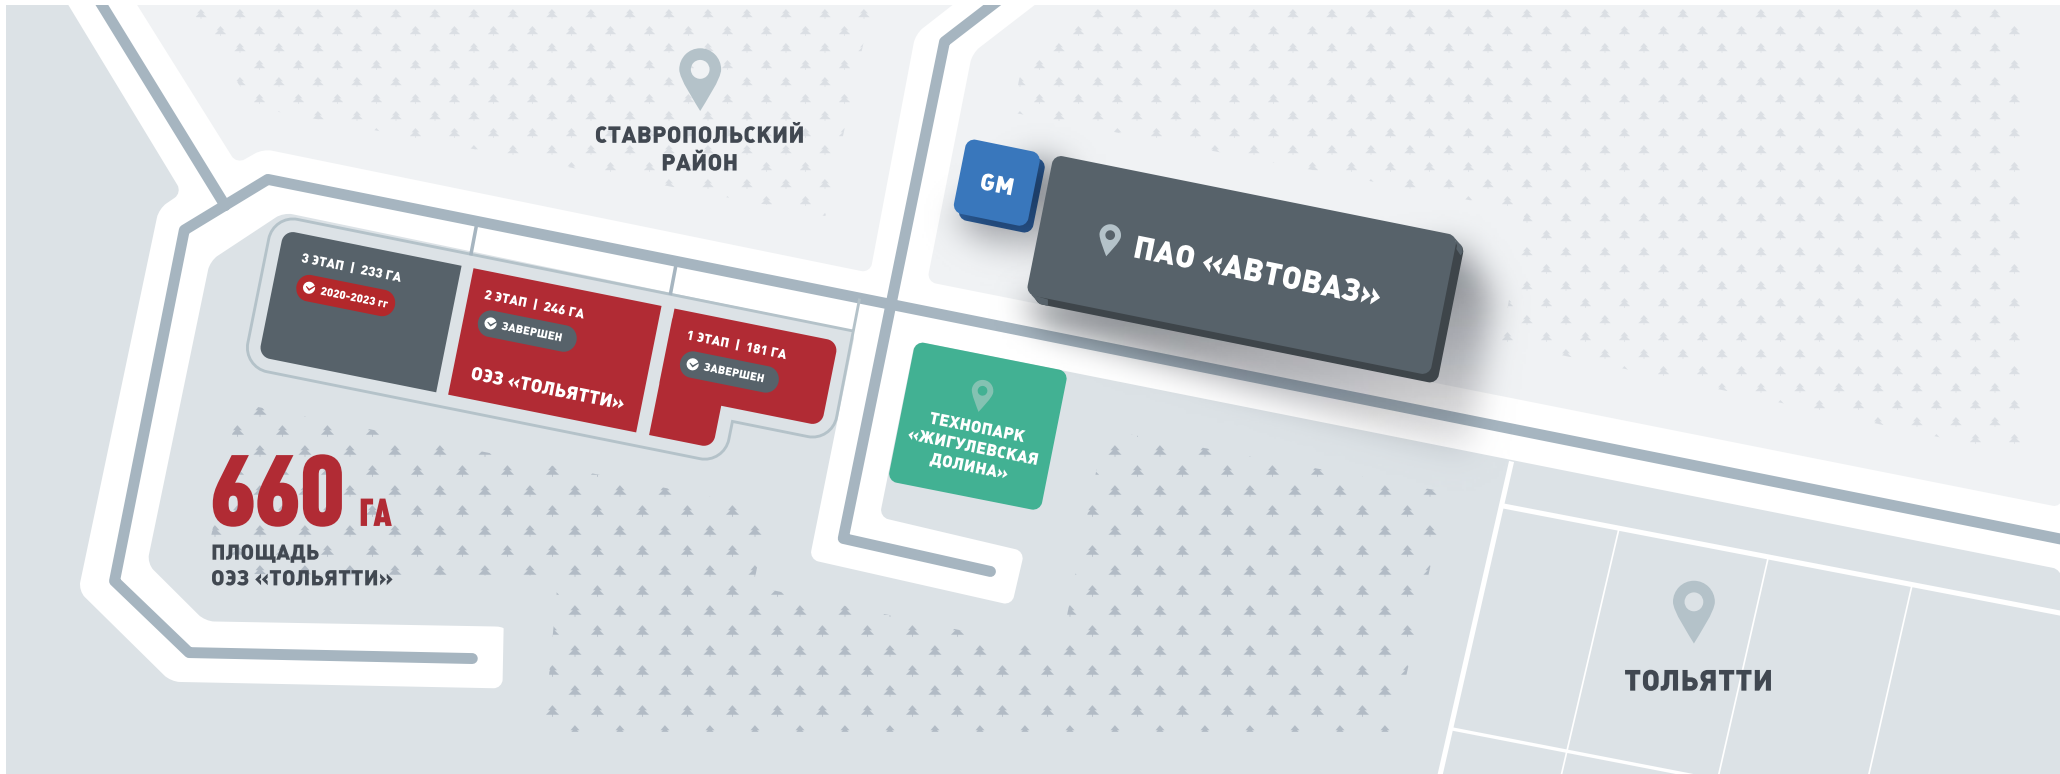 СТАВРОПОЛЬСКИЙ
РАЙОН
GM
ПАО «АВТОВАЗ»
3 ЭТАП | 233 ГА
2020-2023 гг
2 ЭТАП | 246 ГА
ЗАВЕРШЕН
ОЭЗ «ТОЛЬЯТТИ»
1 ЭТАП | 181 ГА
ЗАВЕРШЕН
ТЕХНОПАРК
«ЖИГУЛЕВСКАЯ
ДОЛИНА»
660 ГА
ПЛОЩАДЬ
ОЭЗ «ТОЛЬЯТТИ»
ТОЛЬЯТТИ